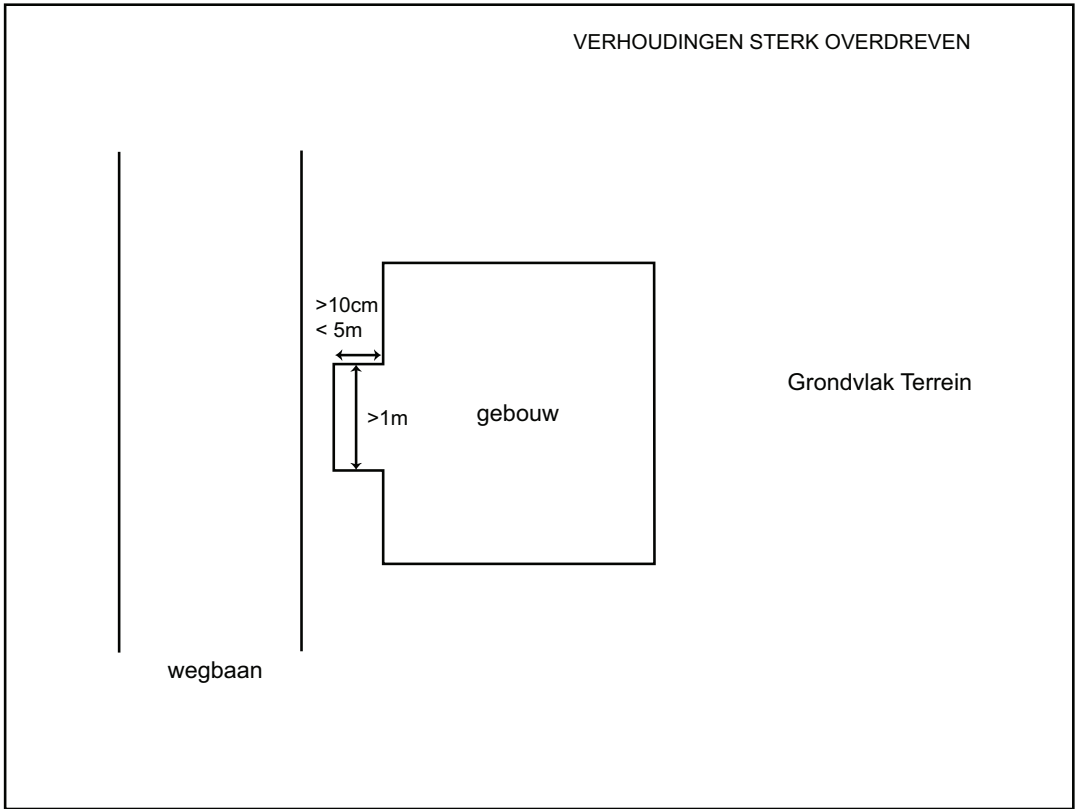 VERHOUDINGEN STERK OVERDREVEN
>10cm
< 5m
Grondvlak Terrein
>1m
gebouw
wegbaan